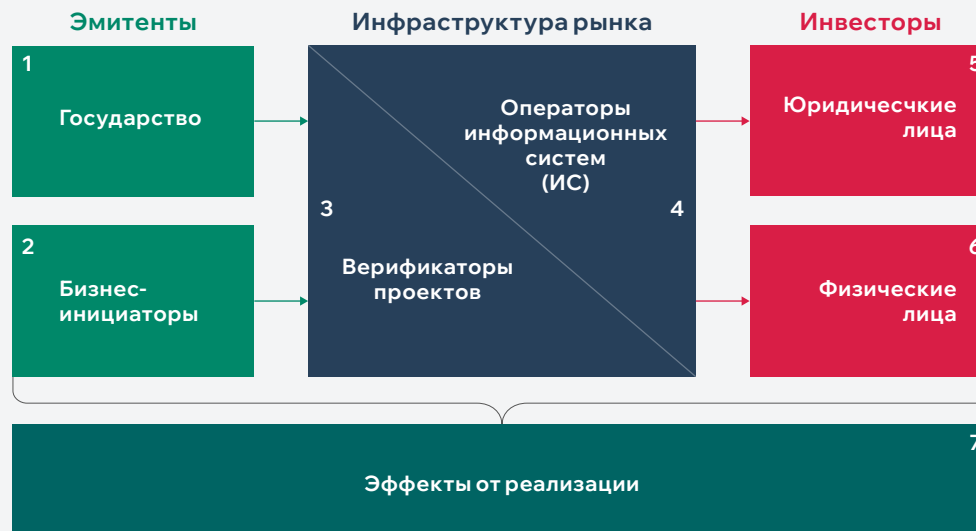 Эмитенты
Инфраструктура рынка
Инвесторы
1
Государство
2
Бизнес-
инициаторы
3
Верификаторы
проектов
Операторы
информационных
систем
(ИС)
4
5
Юридичесчкие
лица
6
Физические
лица
7
Эффекты от реализации